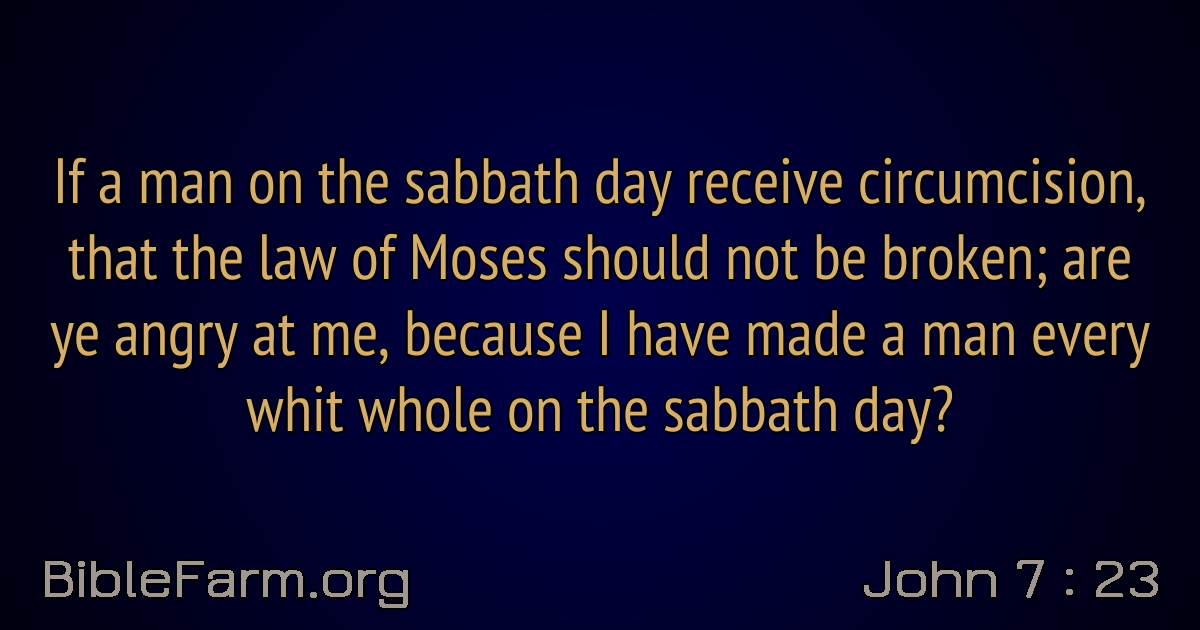 If a man on the sabbath day receive circumcision,
that the law of Moses should not be broken; are
ye angry at me, because I have made a man every
whit whole on the sabbath day?
BibleFarm.org
John 7 : 23